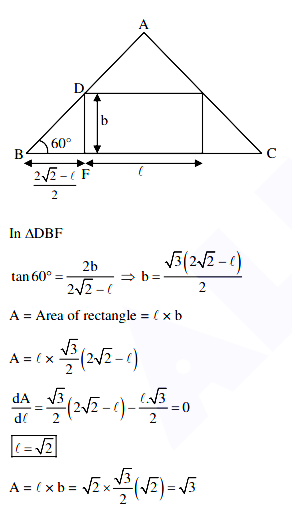 A
D
b
60°
B
F
ℓ
C
(2√2 − ℓ)/2
In ΔDBF
tan 60° = 2b/(2√2 − ℓ) ⇒ b = √3(2√2 − ℓ)/2
A = Area of rectangle = ℓ × b
A = ℓ × √3/2 (2√2 − ℓ)
dA/dℓ = √3/2 (2√2 − ℓ) − ℓ.√3/2 = 0
ℓ = √2
A = ℓ × b = √2 × √3/2 (√2) = √3